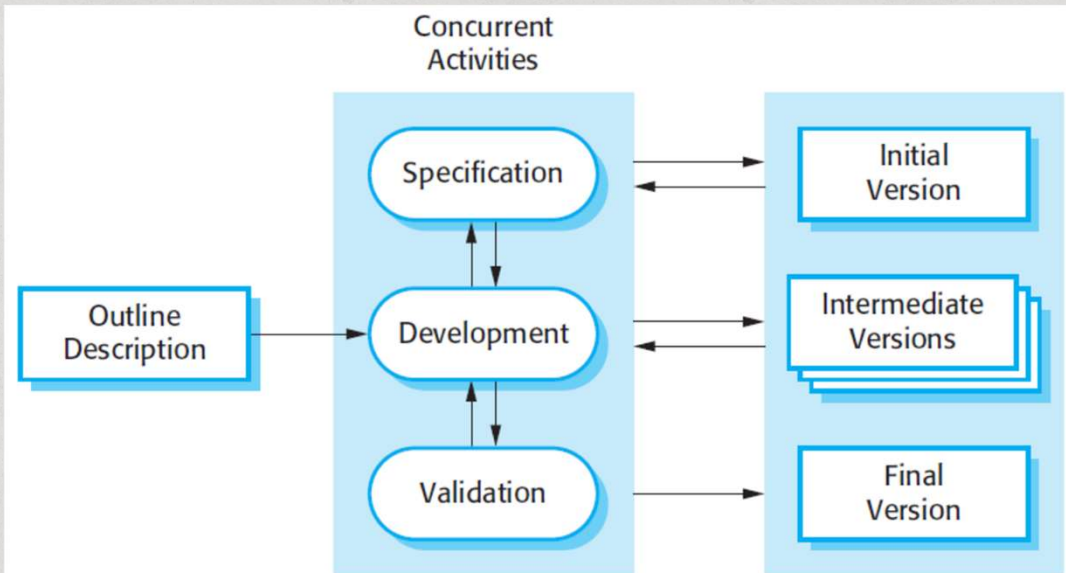 Concurrent
Activities
Specification
Initial
Version
Outline
Description
Development
Intermediate
Versions
Validation
Final
Version